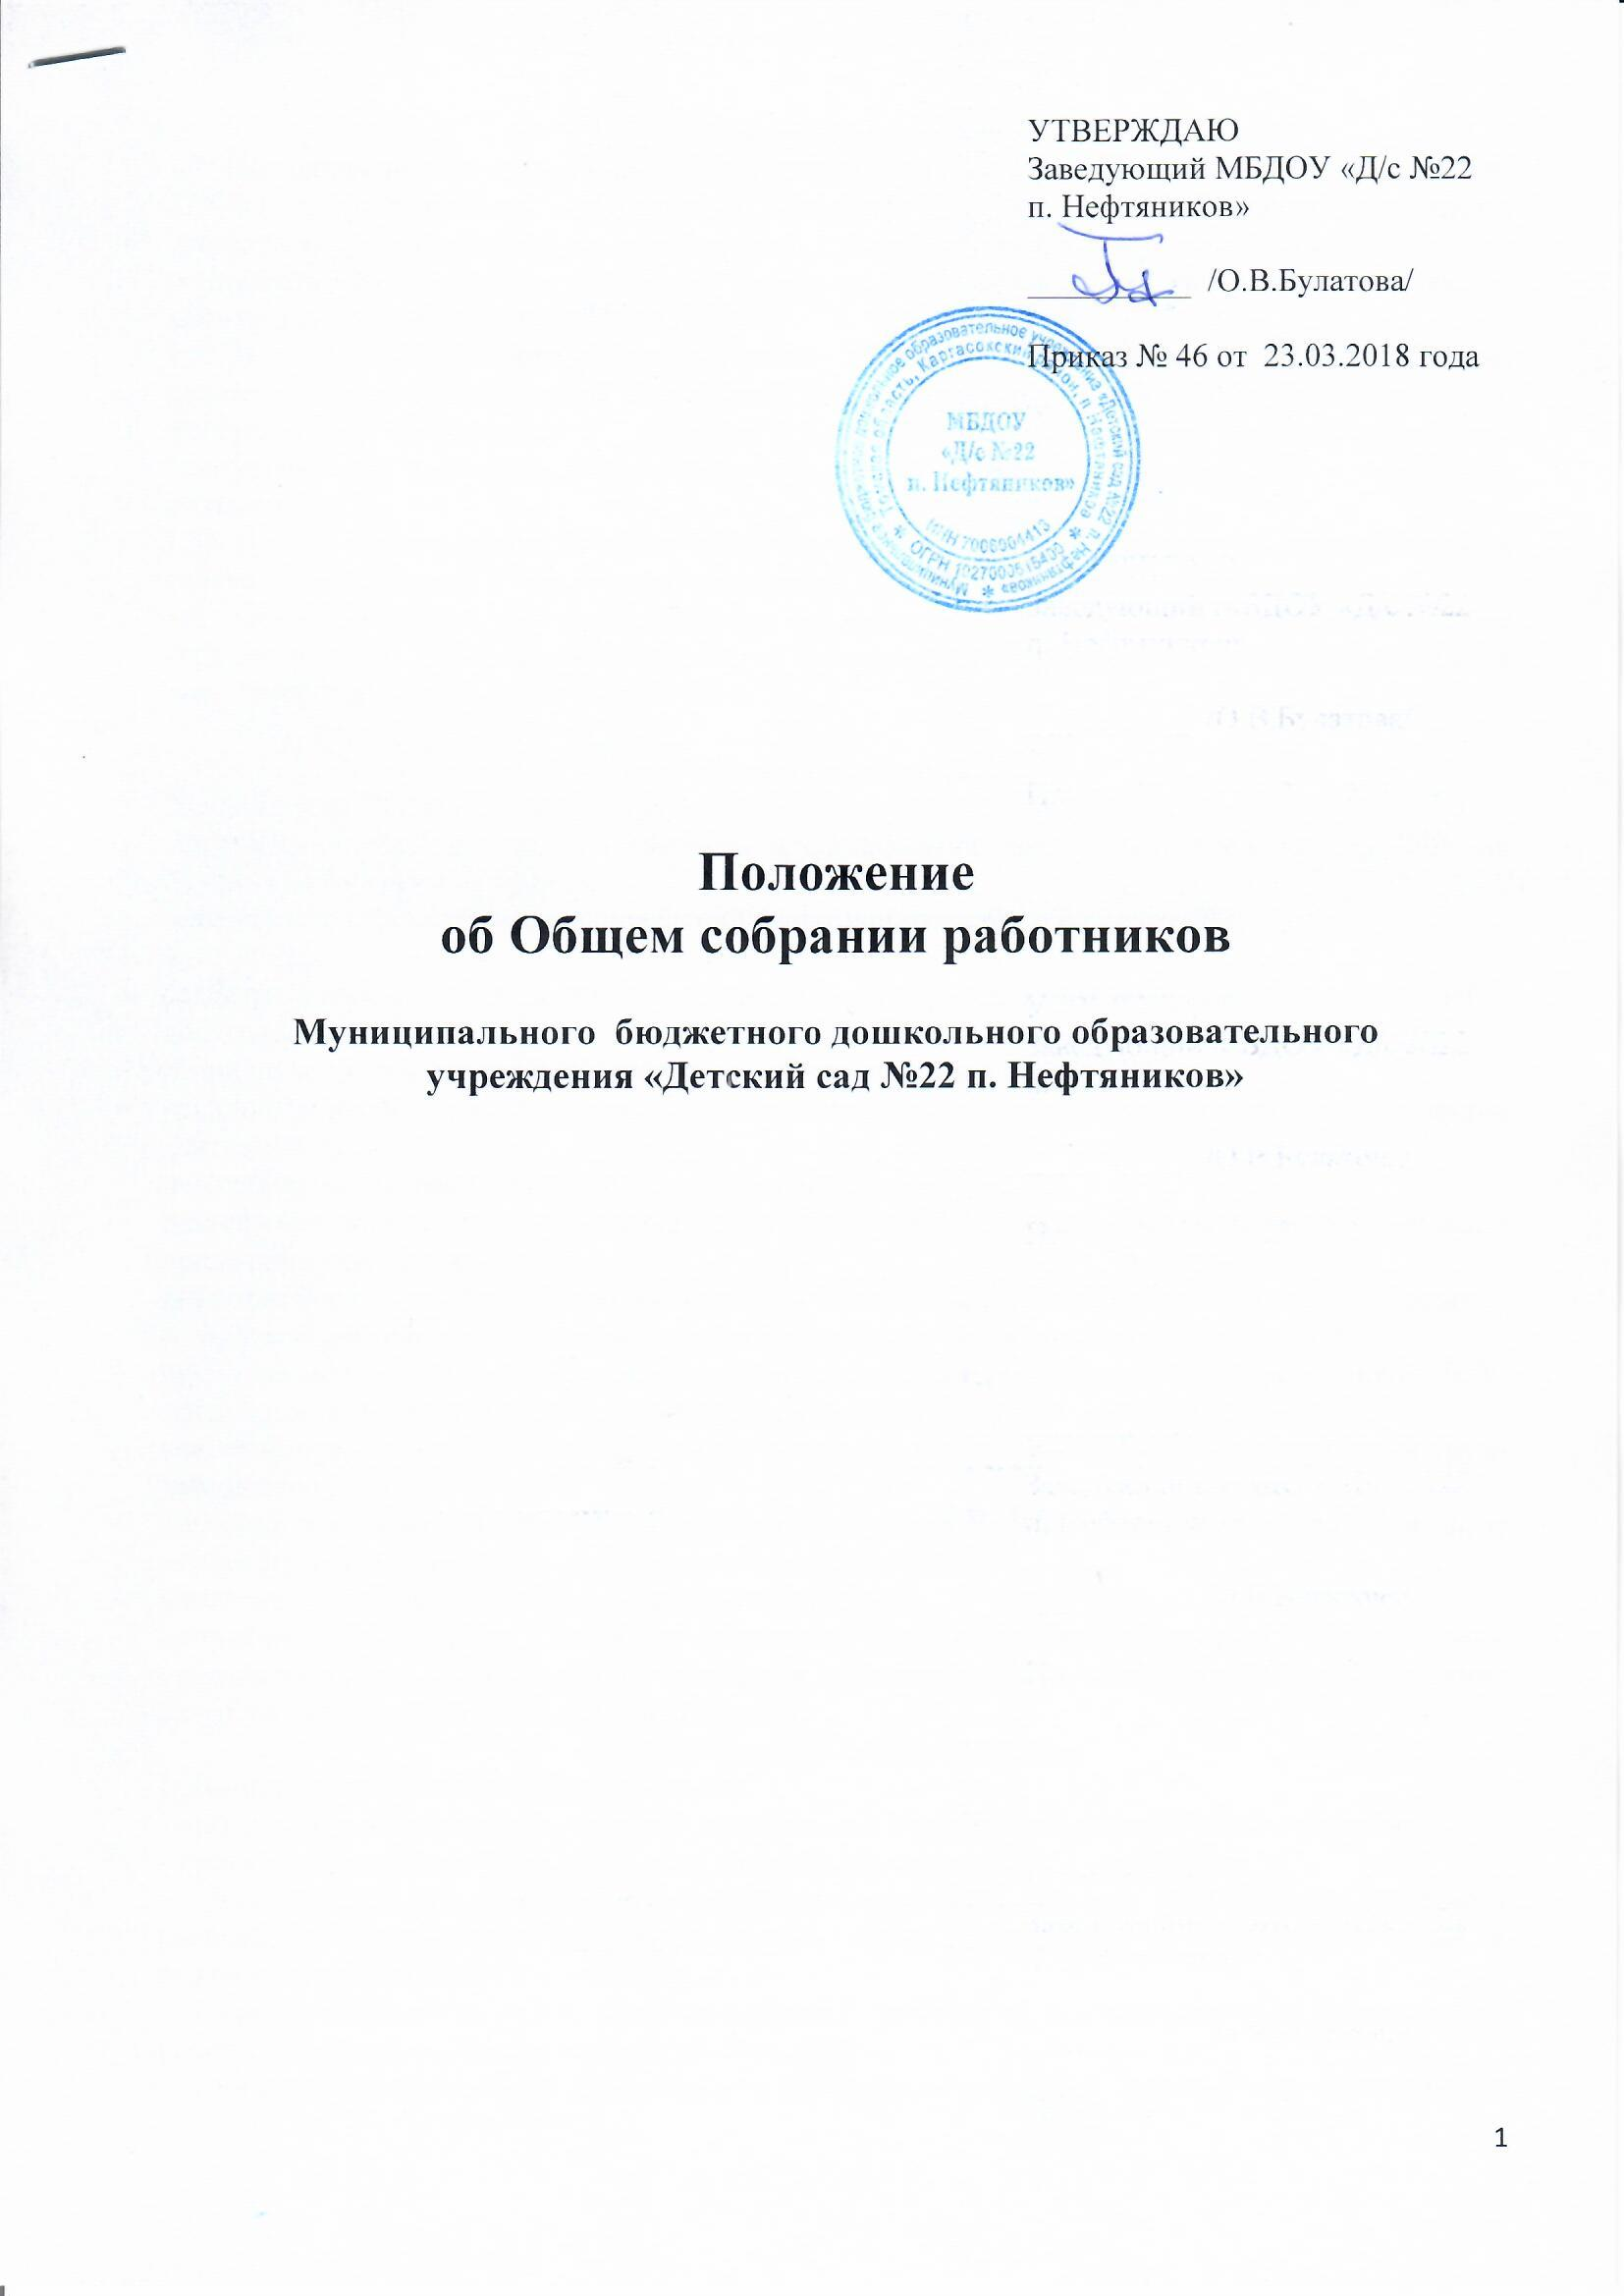 УТВЕРЖДАЮ
Заведующий МБДОУ «Д/с №22
п. Нефтяников»
/О.В.Булатова/
Приказ № 46 от  23.03.2018 года
МБДОУ
«Д/с №22
п. Нефтяников»
Положение
об Общем собрании работников
Муниципального  бюджетного дошкольного образовательного
учреждения «Детский сад №22 п. Нефтяников»
1